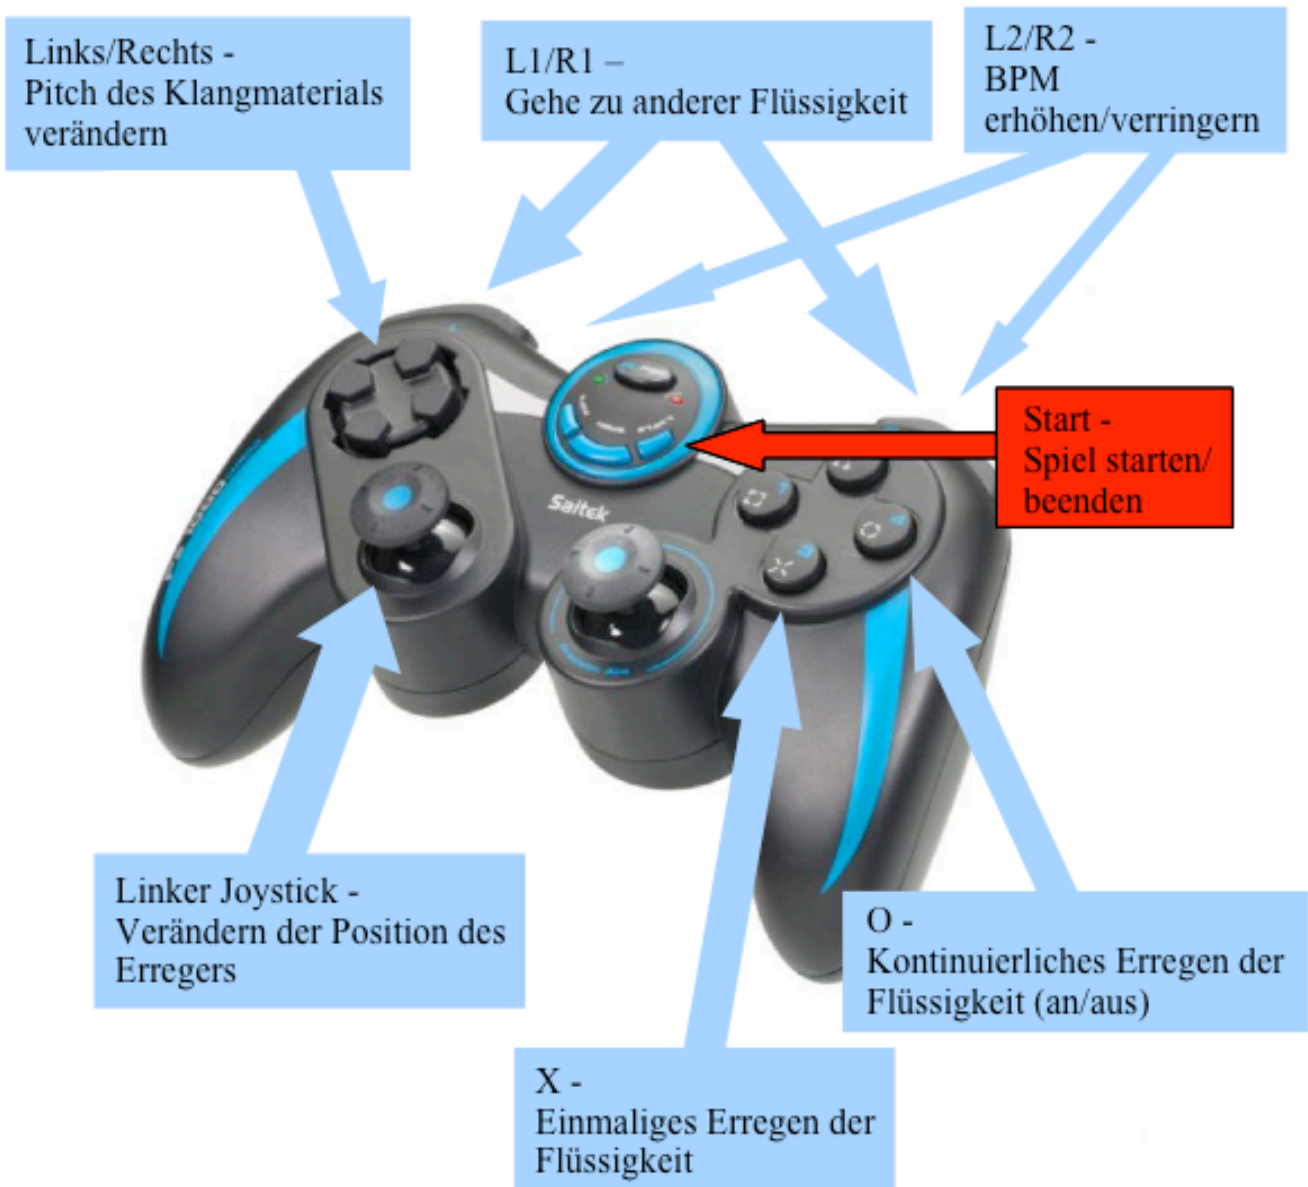 Links/Rechts -
Pitch des Klangmaterials
verändern
L1/R1 –
Gehe zu anderer Flüssigkeit
L2/R2 -
BPM
erhöhen/verringern
Start -
Spiel starten/
beenden
Saitek
Linker Joystick -
Verändern der Position des
Erregers
O -
Kontinuierliches Erregen der
Flüssigkeit (an/aus)
X -
Einmaliges Erregen der
Flüssigkeit